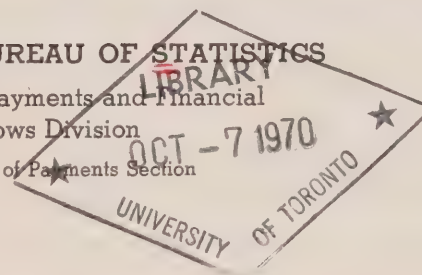 UREAU OF STATISTICS
LIBRARY
ayments and Financial
ows Division
OCT - 7 1970
of Payments Section
UNIVERSITY OF TORONTO